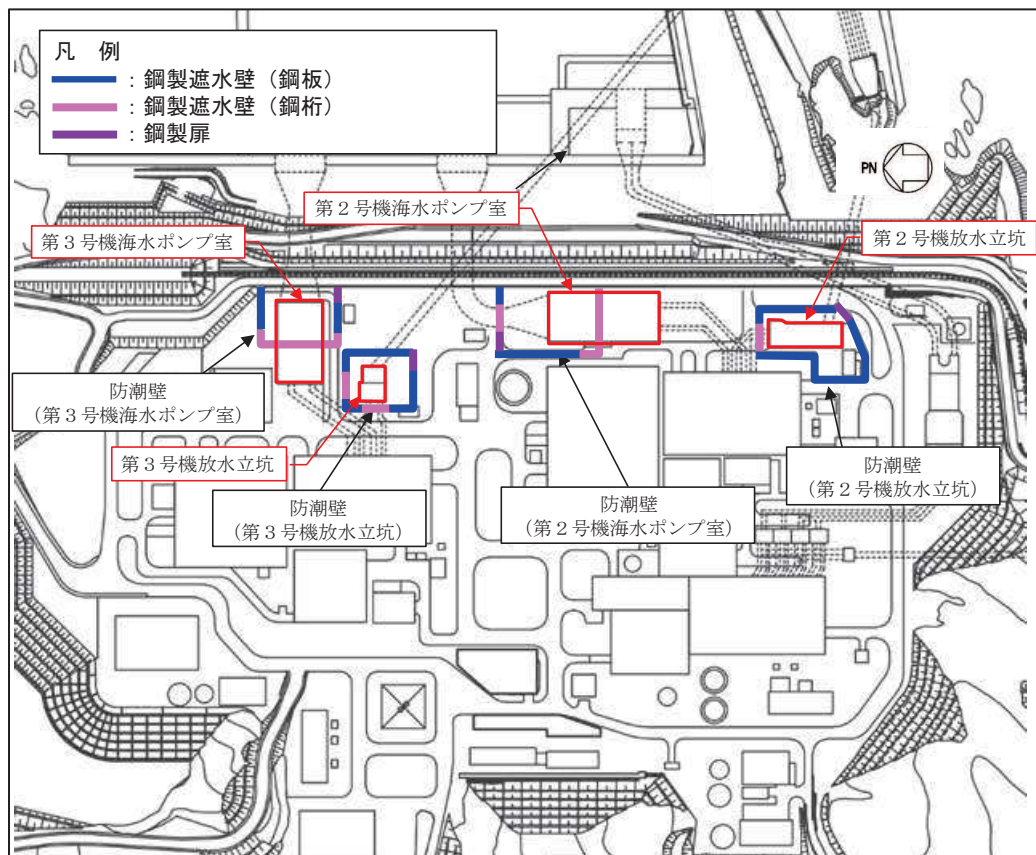 凡　例
：鋼製遮水壁（鋼板）
：鋼製遮水壁（鋼桁）
：鋼製扉
PN
第２号機海水ポンプ室
第３号機海水ポンプ室
第２号機放水立坑
防潮壁
（第３号機海水ポンプ室）
第３号機放水立坑
防潮壁
（第３号機放水立坑）
防潮壁
（第２号機海水ポンプ室）
防潮壁
（第２号機放水立坑）